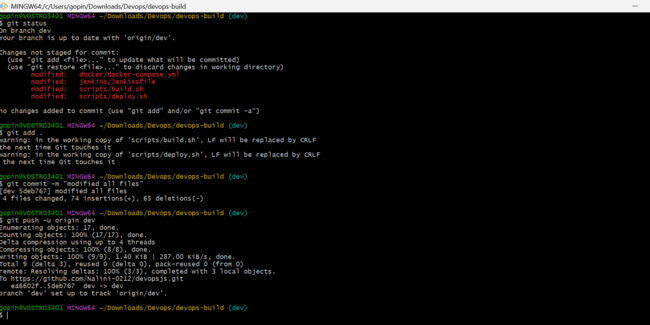 MINGW64:/c/Users/gopin/Downloads/Devops/devops-build
gopin@VOSTRO3401 MINGW64 ~/Downloads/Devops/devops-build (dev)
$ git status
On branch dev
Your branch is up to date with 'origin/dev'.
Changes not staged for commit:
(use "git add <file>..." to update what will be committed)
(use "git restore <file>..." to discard changes in working directory)
modified: docker/docker-compose.yml
modified: jenkins/Jenkinsfile
modified: scripts/build.sh
modified: scripts/deploy.sh
no changes added to commit (use "git add" and/or "git commit -a")
gopin@VOSTRO3401 MINGW64 ~/Downloads/Devops/devops-build (dev)
$ git add .
warning: in the working copy of 'scripts/build.sh', LF will be replaced by CRLF
the next time Git touches it
warning: in the working copy of 'scripts/deploy.sh', LF will be replaced by CRLF
the next time Git touches it
gopin@VOSTRO3401 MINGW64 ~/Downloads/Devops/devops-build (dev)
$ git commit -m "modified all files"
[dev 5deb767] modified all files
4 files changed, 74 insertions(+), 65 deletions(-)
gopin@VOSTRO3401 MINGW64 ~/Downloads/Devops/devops-build (dev)
$ git push -u origin dev
Enumerating objects: 17, done.
Counting objects: 100% (17/17), done.
Delta compression using up to 4 threads
Compressing objects: 100% (8/8), done.
Writing objects: 100% (9/9), 1.40 KiB | 287.00 KiB/s, done.
Total 9 (delta 3), reused 0 (delta 0), pack-reused 0 (from 0)
remote: Resolving deltas: 100% (3/3), completed with 3 local objects.
To https://github.com/Nalini-0212/devopsjs.git
ea6602f..5deb767 dev -> dev
branch 'dev' set up to track 'origin/dev'.
gopin@VOSTRO3401 MINGW64 ~/Downloads/Devops/devops-build (dev)
$